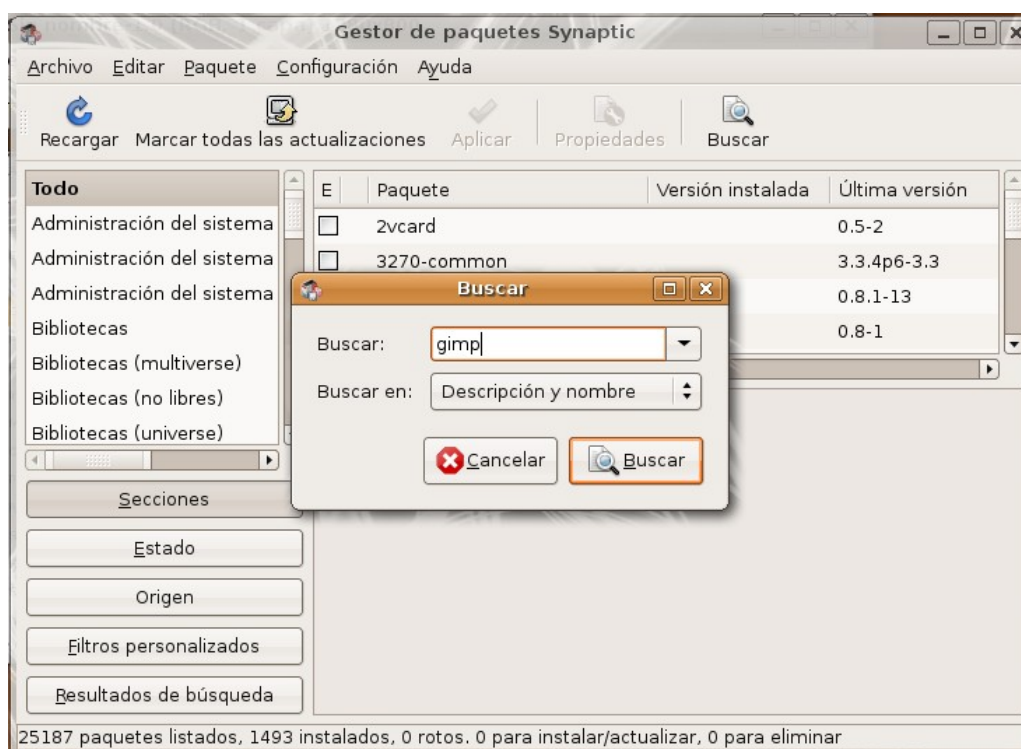 Gestor de paquetes Synaptic
Archivo Editar Paquete Configuración Ayuda
Recargar Marcar todas las actualizaciones Aplicar Propiedades Buscar
Todo
Administración del sistema
Administración del sistema
Administración del sistema
Bibliotecas
Bibliotecas (multiverse)
Bibliotecas (no libres)
Bibliotecas (universe)
E Paquete Versión instalada Última versión
2vcard 0.5-2
3270-common 3.3.4p6-3.3
0.8.1-13
0.8-1
Buscar
Buscar: gimp
Buscar en: Descripción y nombre
Cancelar Buscar
Secciones
Estado
Origen
Filtros personalizados
Resultados de búsqueda
25187 paquetes listados, 1493 instalados, 0 rotos. 0 para instalar/actualizar, 0 para eliminar